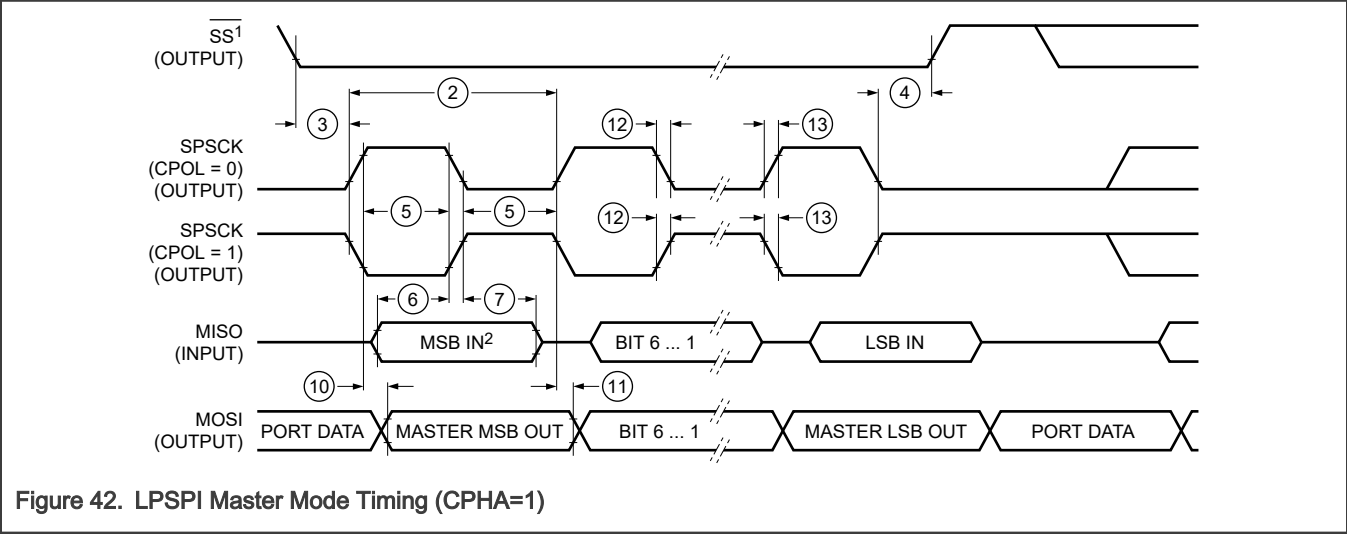 SS1
(OUTPUT)
2
4
3
12
13
SPSCK
(CPOL = 0)
(OUTPUT)
5
5
12
13
SPSCK
(CPOL = 1)
(OUTPUT)
6
7
MISO
(INPUT)
MSB IN2
BIT 6 ... 1
LSB IN
10
11
MOSI
(OUTPUT)
PORT DATA
MASTER MSB OUT
BIT 6 ... 1
MASTER LSB OUT
PORT DATA
Figure 42. LPSPI Master Mode Timing (CPHA=1)